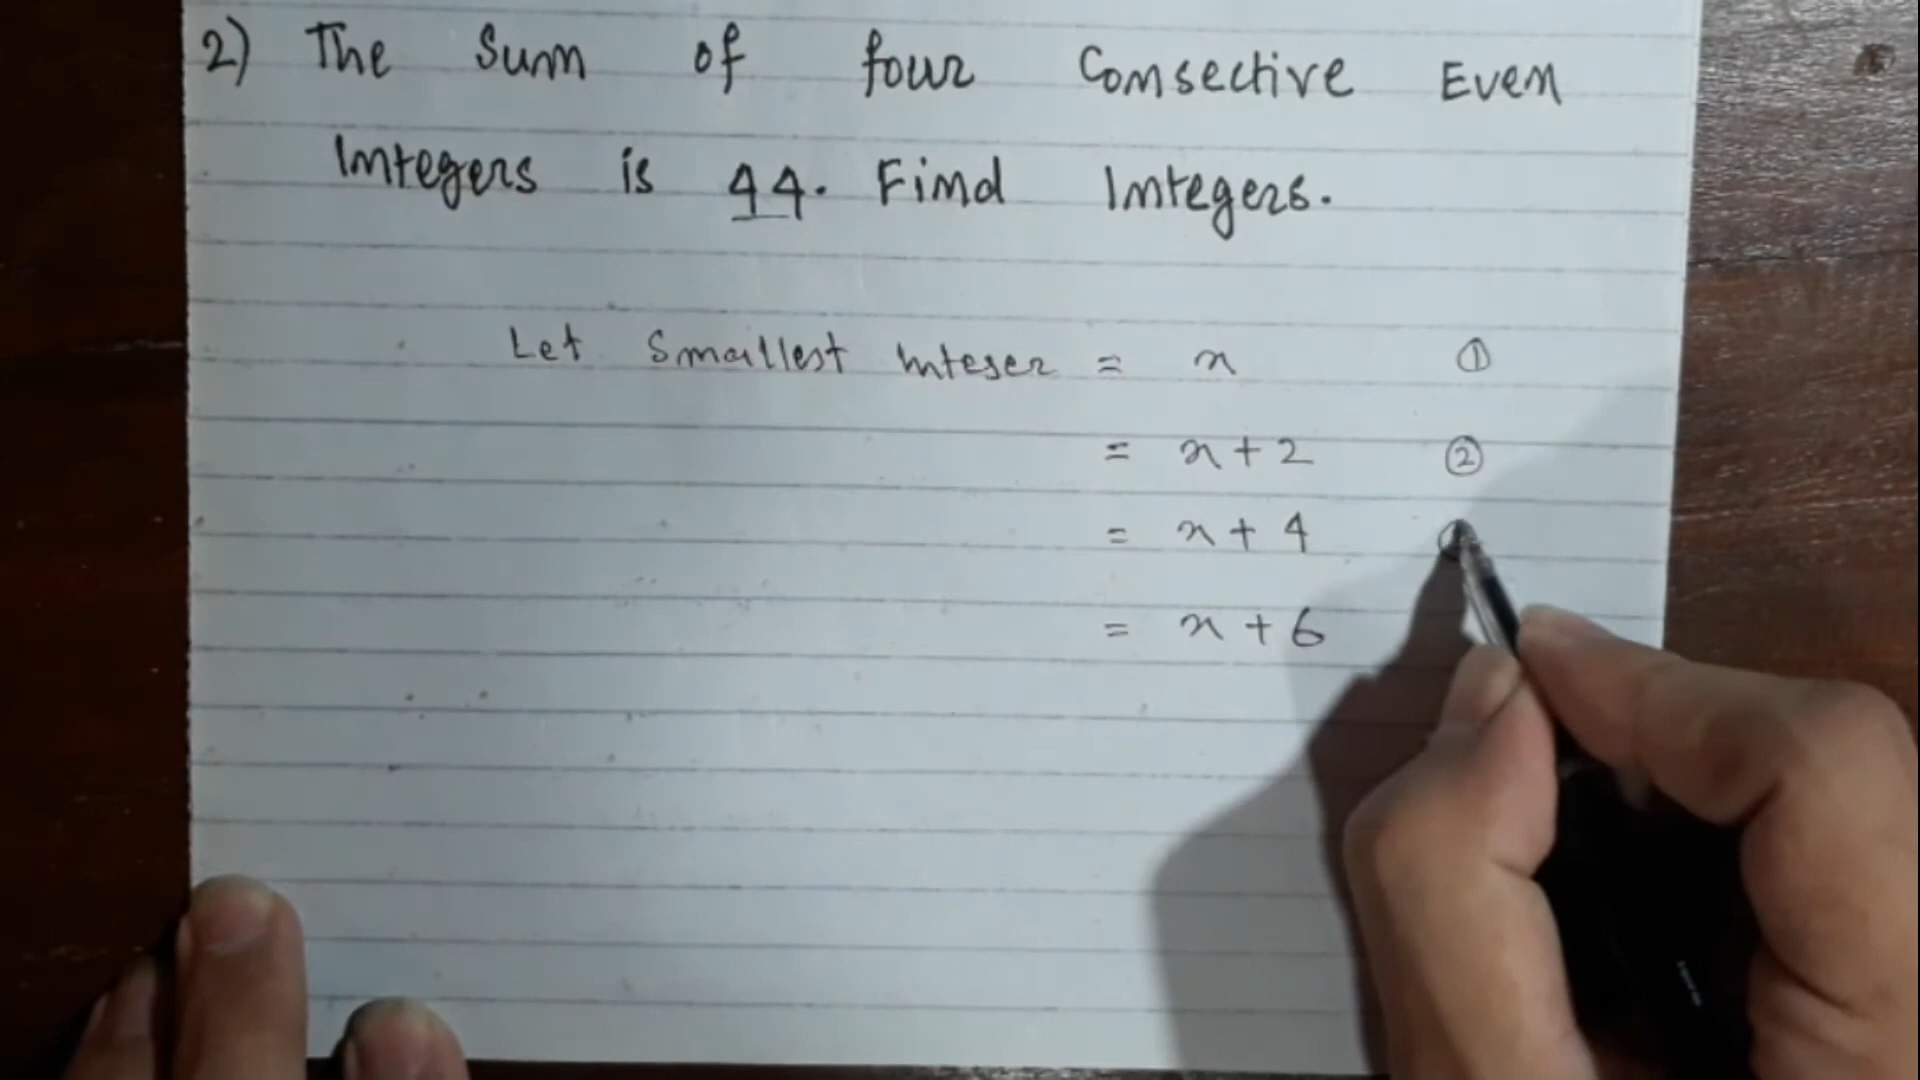 2) The Sum of four Consective Even
Integers is 44. Find Integers.
Let Smallest Integer = x ①
= x + 2 ②
= x + 4
= x + 6